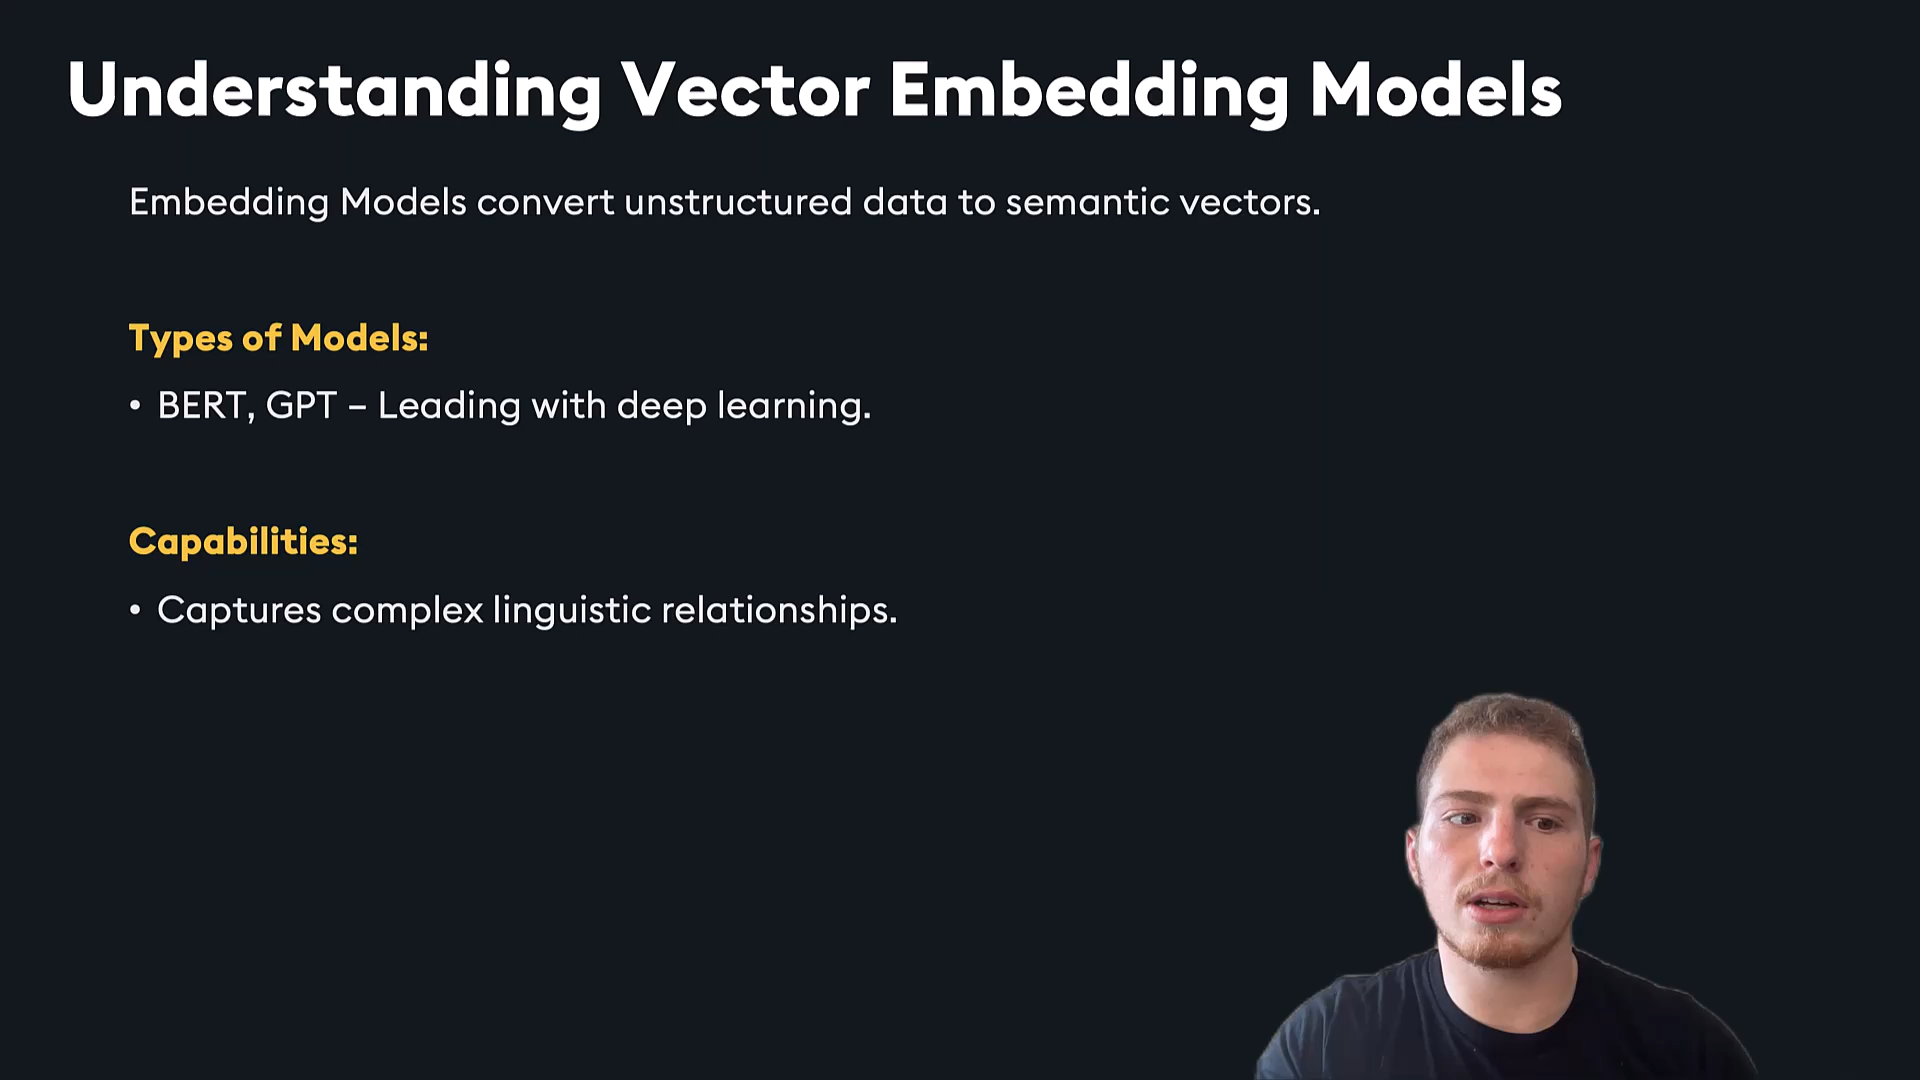 Understanding Vector Embedding Models
Embedding Models convert unstructured data to semantic vectors.
Types of Models:
• BERT, GPT – Leading with deep learning.
Capabilities:
• Captures complex linguistic relationships.